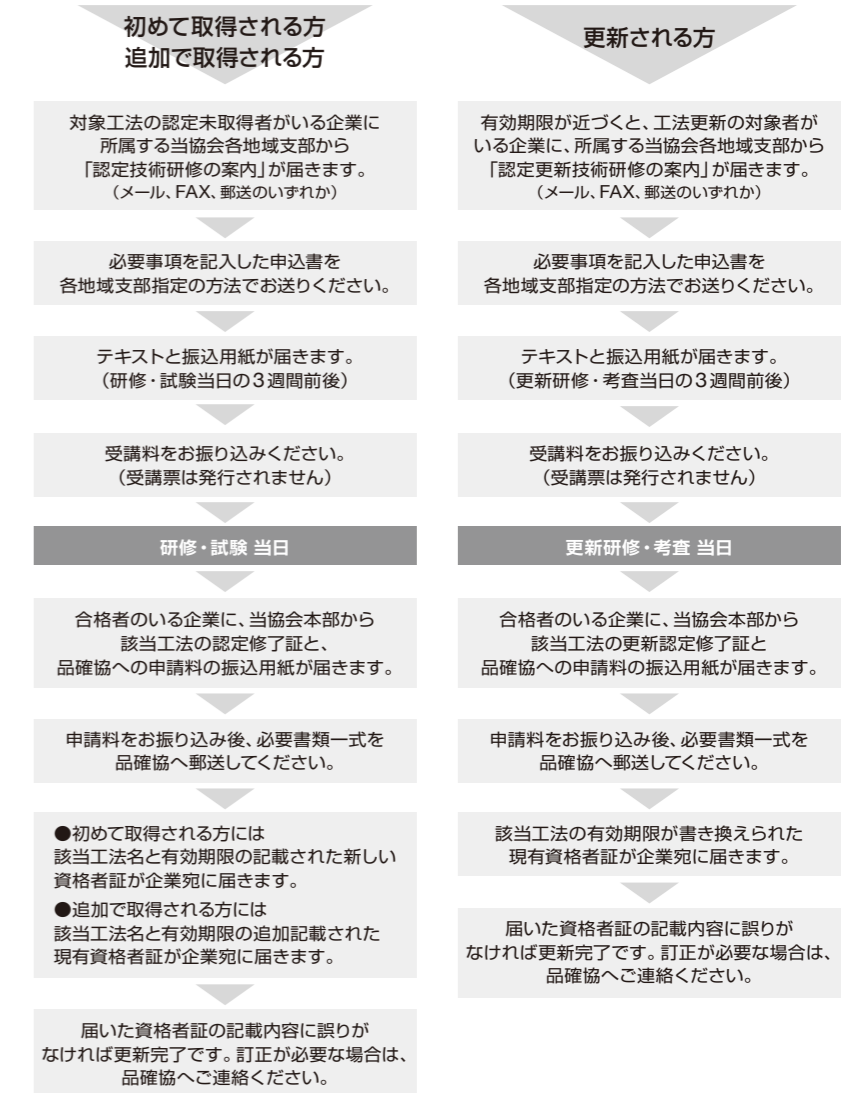 初めて取得される方
追加で取得される方
対象工法の認定未取得者がいる企業に
所属する当協会各地域支部から
「認定技術研修の案内」が届きます。
（メール、FAX、郵送のいずれか）
必要事項を記入した申込書を
各地域支部指定の方法でお送りください。
テキストと振込用紙が届きます。
（研修・試験当日の3週間前後）
受講料をお振り込みください。
（受講票は発行されません）
研修・試験 当日
合格者のいる企業に、当協会本部から
該当工法の認定修了証と、
品確協への申請料の振込用紙が届きます。
申請料をお振り込み後、必要書類一式を
品確協へ郵送してください。
●初めて取得される方には
該当工法名と有効期限の記載された新しい
資格者証が企業宛に届きます。
●追加で取得される方には
該当工法名と有効期限の追加記載された
現有資格者証が企業宛に届きます。
届いた資格者証の記載内容に誤りが
なければ更新完了です。訂正が必要な場合は、
品確協へご連絡ください。
更新される方
有効期限が近づくと、工法更新の対象者が
いる企業に、所属する当協会各地域支部から
「認定更新技術研修の案内」が届きます。
（メール、FAX、郵送のいずれか）
必要事項を記入した申込書を
各地域支部指定の方法でお送りください。
テキストと振込用紙が届きます。
（更新研修・考査当日の3週間前後）
受講料をお振り込みください。
（受講票は発行されません）
更新研修・考査 当日
合格者のいる企業に、当協会本部から
該当工法の更新認定修了証と
品確協への申請料の振込用紙が届きます。
申請料をお振り込み後、必要書類一式を
品確協へ郵送してください。
該当工法の有効期限が書き換えられた
現有資格者証が企業宛に届きます。
届いた資格者証の記載内容に誤りが
なければ更新完了です。訂正が必要な場合は、
品確協へご連絡ください。